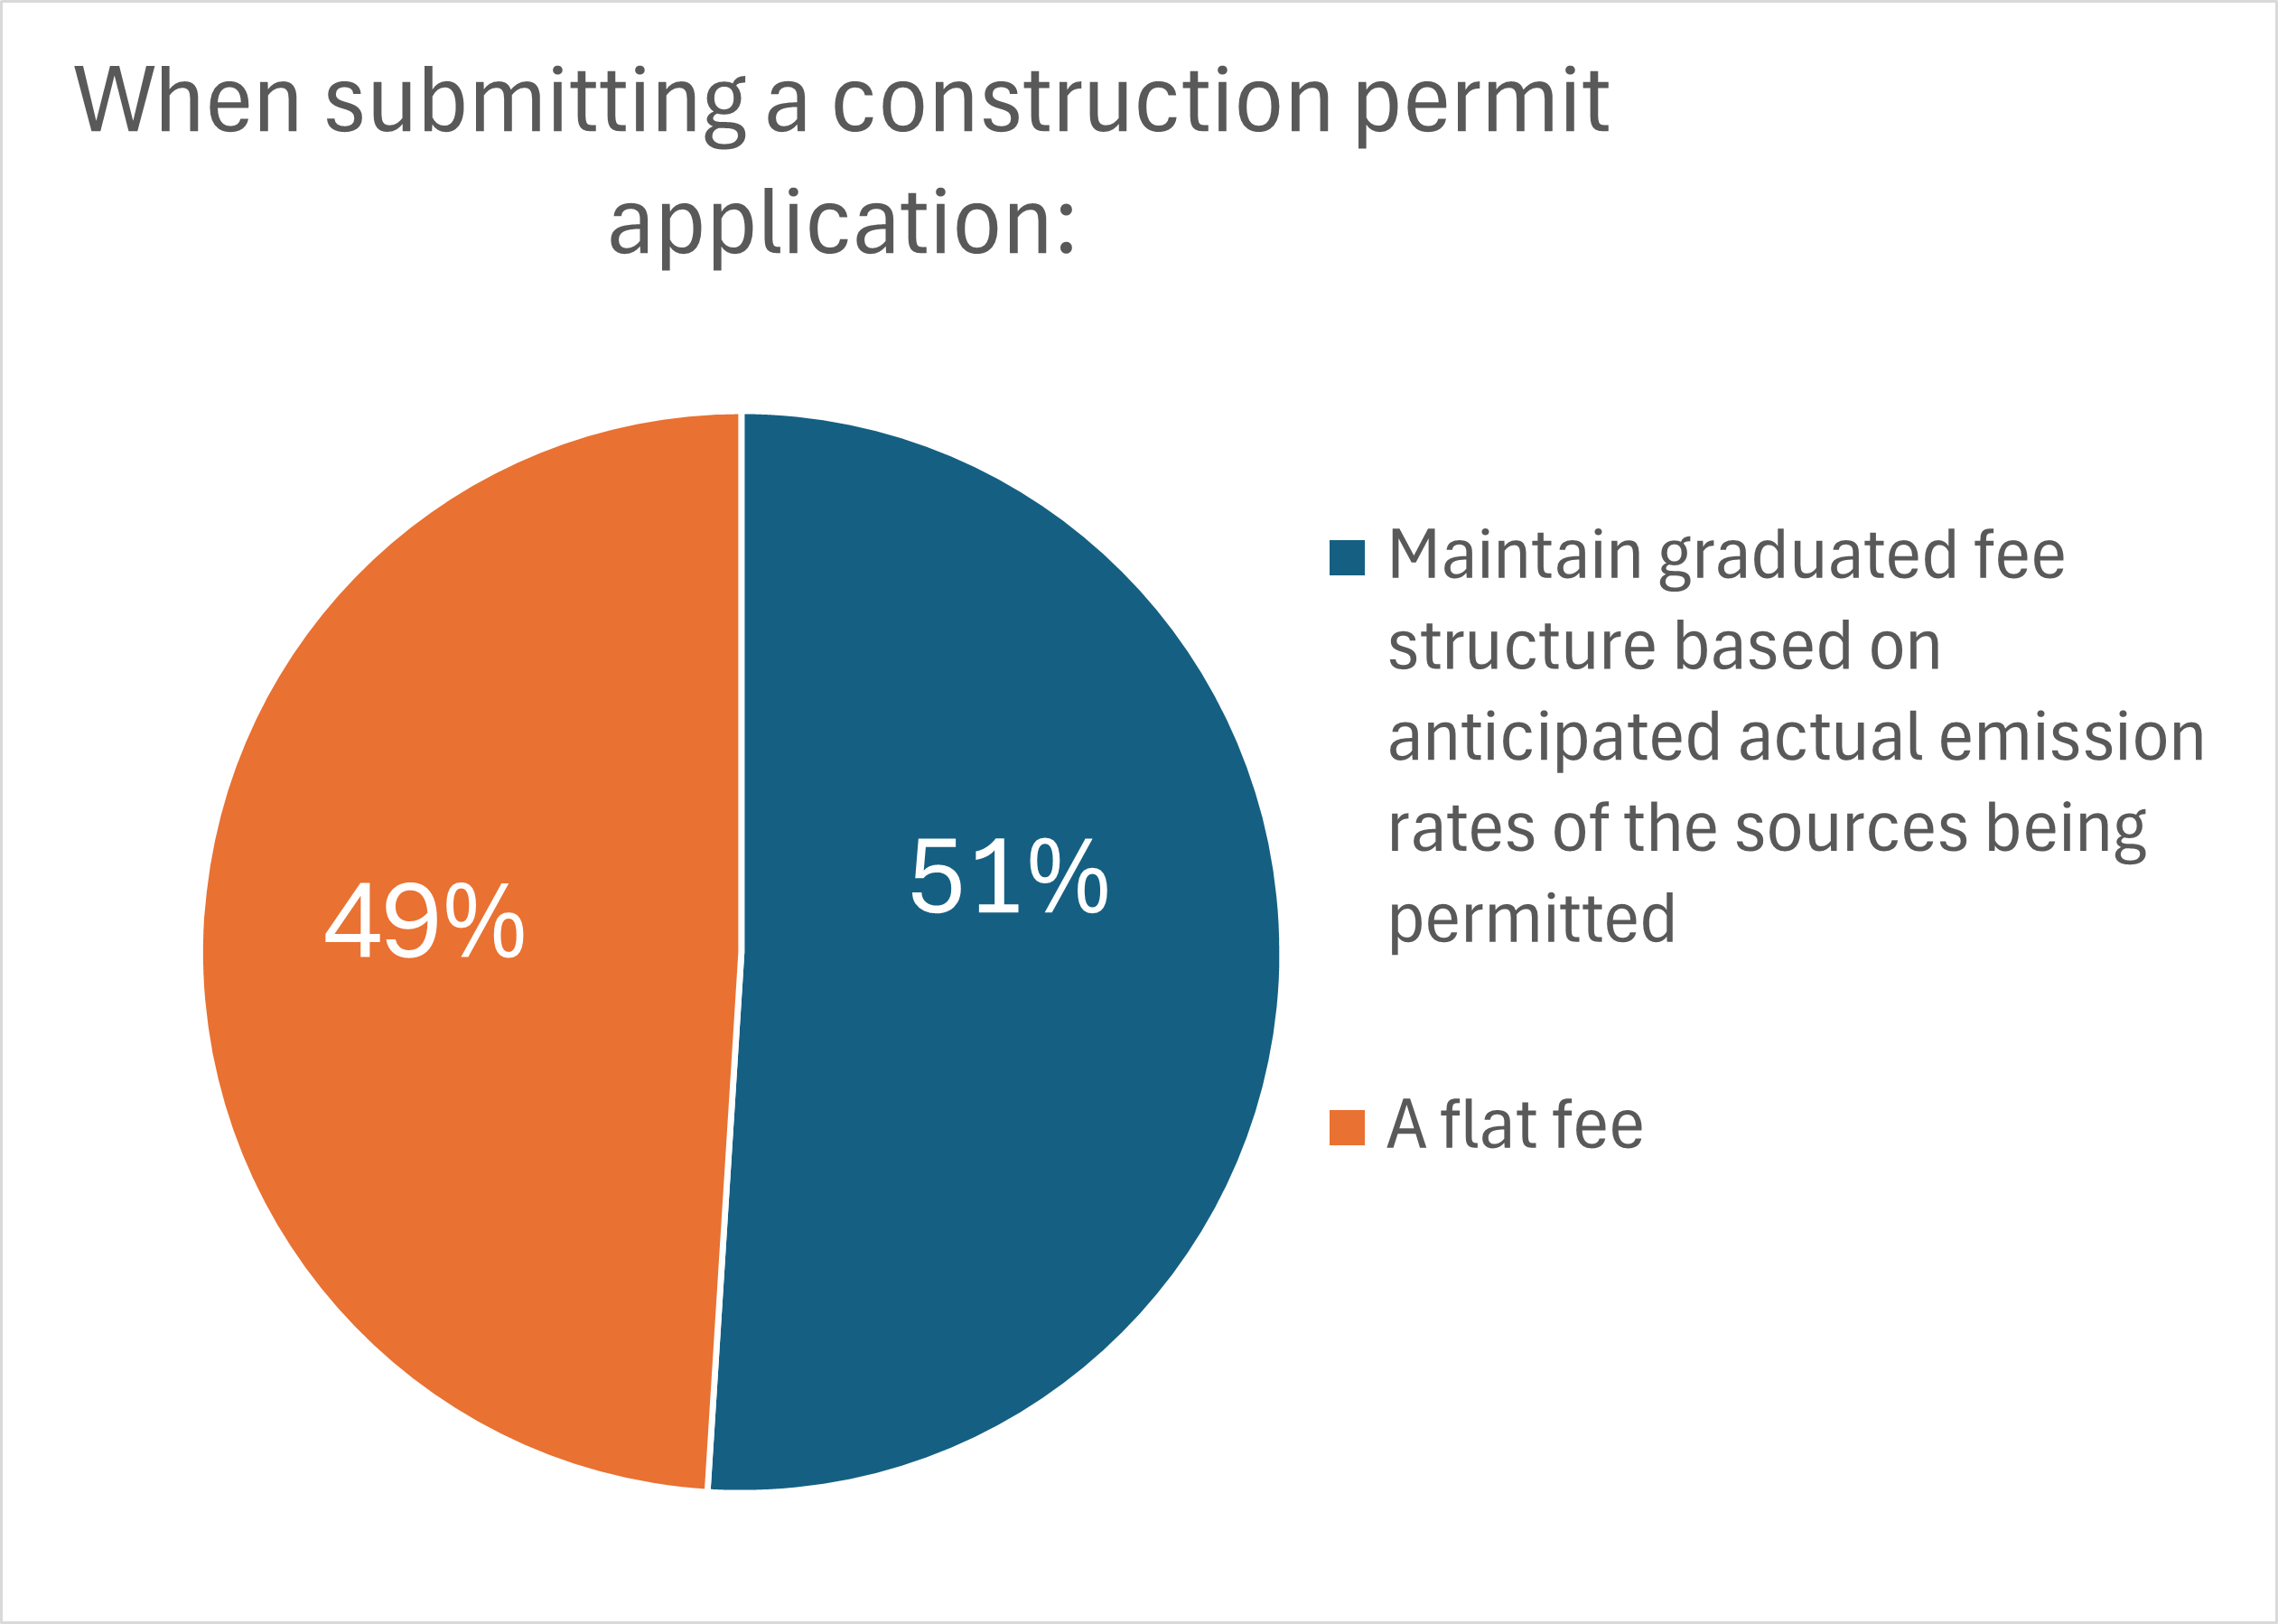 When submitting a construction permit
application:
49%
51%
Maintain graduated fee
structure based on
anticipated actual emission
rates of the sources being
permitted
A flat fee